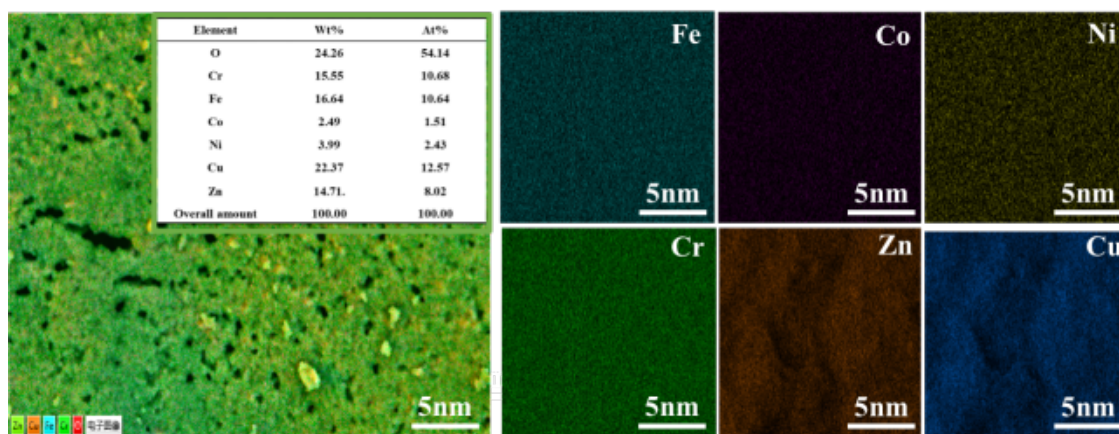 Element Wt% At%
O 24.26 54.14
Cr 15.55 10.68
Fe 16.64 10.64
Co 2.49 1.51
Ni 3.99 2.43
Cu 22.37 12.57
Zn 14.71. 8.02
Overall amount 100.00 100.00
5nm
Zn Cu Fe Cr O 电子图像
Fe
5nm
Co
5nm
Ni
5nm
Cr
5nm
Zn
5nm
Cu
5nm